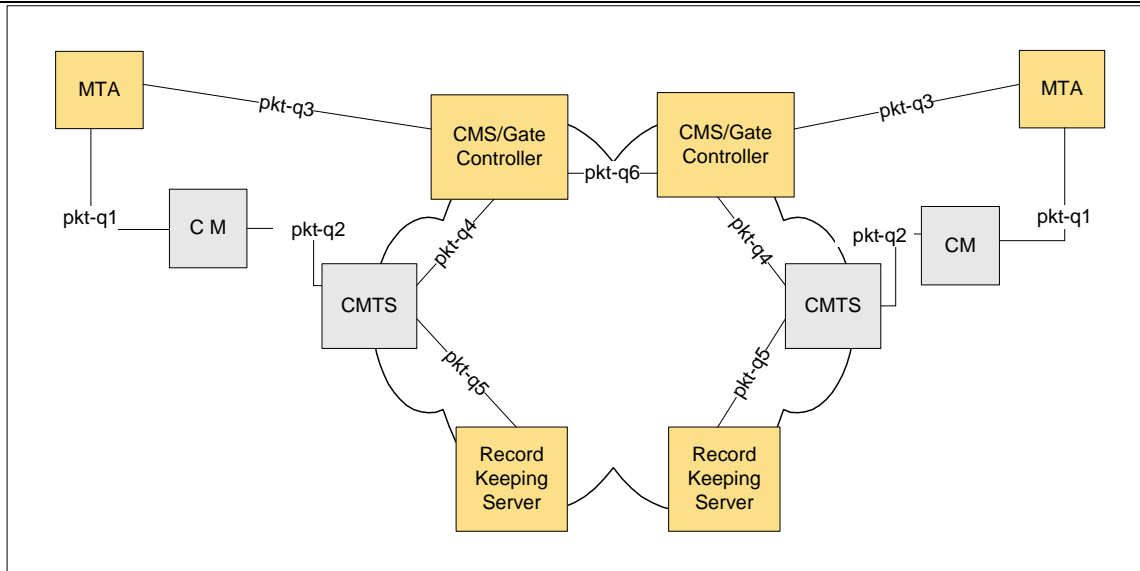 MTA
MTA
pkt-q3
pkt-q3
CMS/Gate
Controller
CMS/Gate
Controller
pkt-q6
pkt-q1
C M
pkt-q2
pkt-q4
pkt-q4
pkt-q2
CM
pkt-q1
CMTS
CMTS
pkt-q5
pkt-q5
Record
Keeping
Server
Record
Keeping
Server